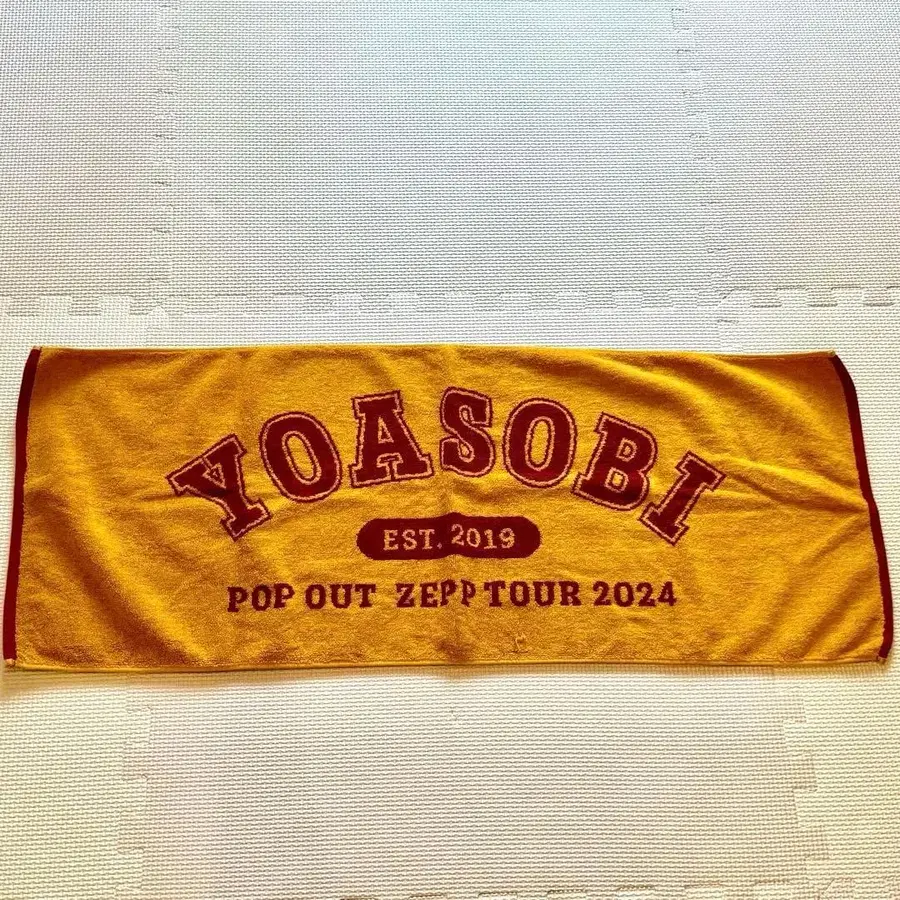 YOASOBI
EST. 2019
POP OUT ZEPP TOUR 2024